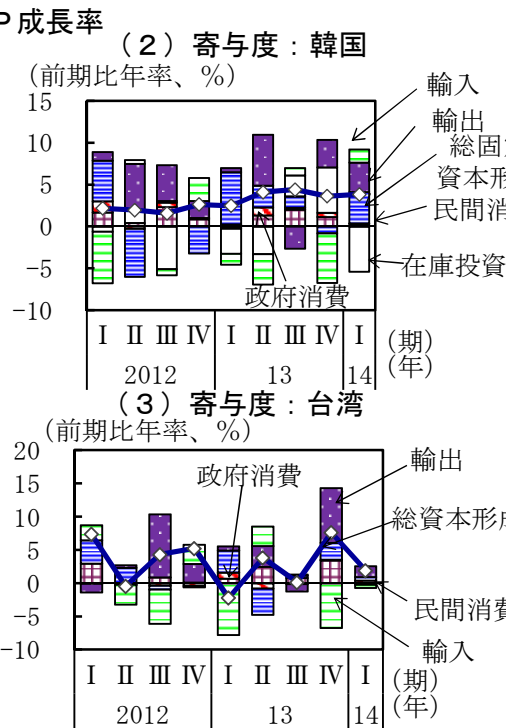 P成長率
（2）寄与度：韓国
(前期比年率、%)
15
10
5
0
-5
-10
輸入
輸出
総固
資本形
民間消
在庫投資
政府消費
Ⅰ Ⅱ Ⅲ Ⅳ Ⅰ Ⅱ Ⅲ Ⅳ Ⅰ (期)
2012 13 14 (年)
（3）寄与度：台湾
(前期比年率、%)
20
15
10
5
0
-5
-10
政府消費
輸出
総資本形成
民間消費
輸入
Ⅰ Ⅱ Ⅲ Ⅳ Ⅰ Ⅱ Ⅲ Ⅳ Ⅰ (期)
2012 13 14 (年)